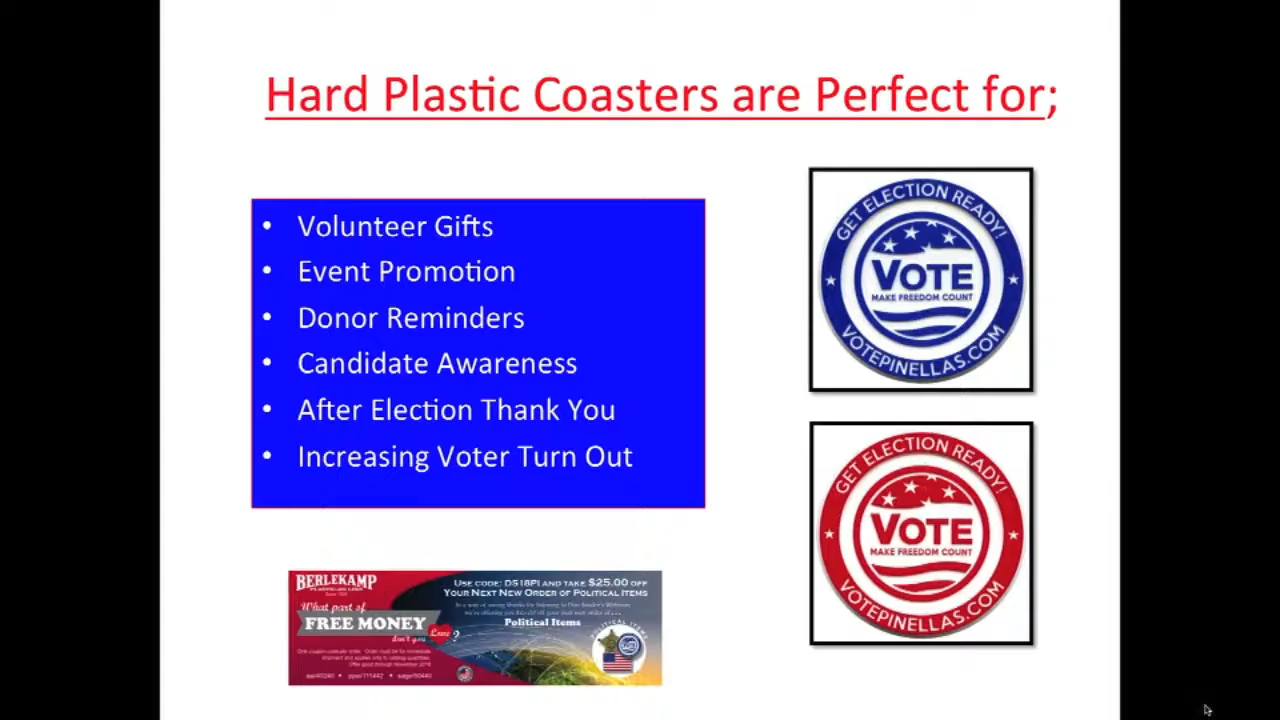 Hard Plastic Coasters are Perfect for;
• Volunteer Gifts
• Event Promotion
• Donor Reminders
• Candidate Awareness
• After Election Thank You
• Increasing Voter Turn Out
GET ELECTION READY!
VOTE
MAKE FREEDOM COUNT
VOTEPINELLAS.COM
GET ELECTION READY!
VOTE
MAKE FREEDOM COUNT
VOTEPINELLAS.COM
BERLEKAMP
What part of
FREE MONEY
don't you Love?
USE CODE: DS18PI AND TAKE $25.00 OFF
YOUR NEXT NEW ORDER OF POLITICAL ITEMS
Political Items
POLITICAL ITEMS